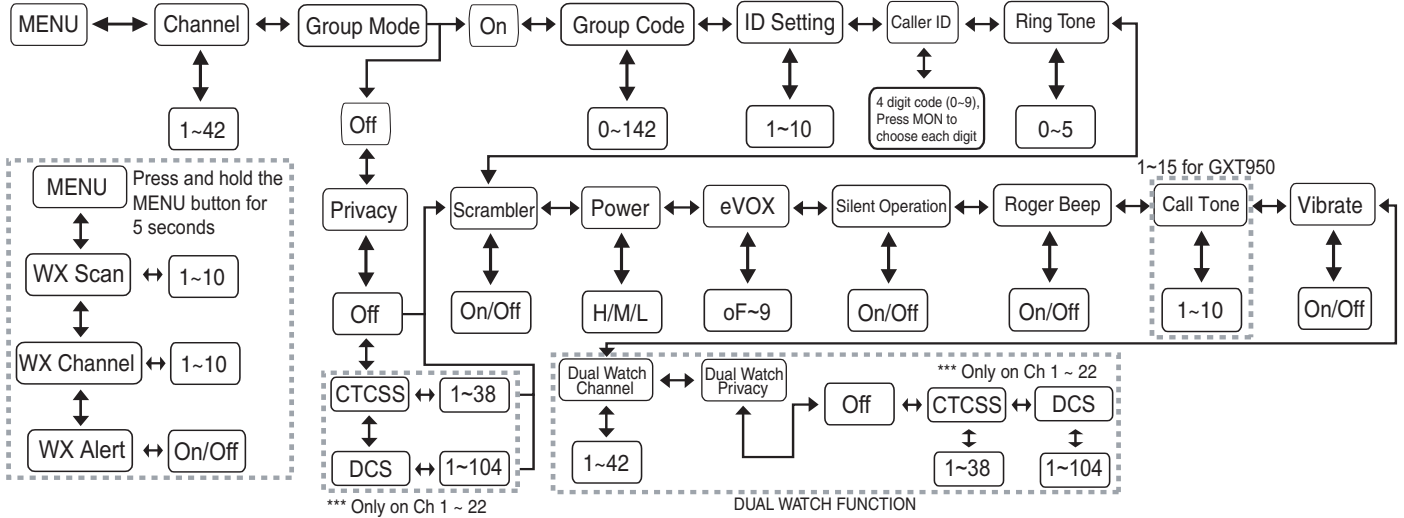 MENU
Channel
Group Mode
On
Group Code
ID Setting
Caller ID
Ring Tone
1~42
Off
0~142
1~10
4 digit code (0~9),
Press MON to
choose each digit
0~5
MENU
Press and hold the
MENU button for
5 seconds
WX Scan
1~10
WX Channel
1~10
WX Alert
On/Off
Privacy
Off
CTCSS
1~38
DCS
1~104
*** Only on Ch 1 ~ 22
1~15 for GXT950
Scrambler
Power
eVOX
Silent Operation
Roger Beep
Call Tone
Vibrate
On/Off
H/M/L
oF~9
On/Off
On/Off
1~10
On/Off
Dual Watch
Channel
Dual Watch
Privacy
*** Only on Ch 1 ~ 22
Off
CTCSS
DCS
1~42
1~38
1~104
DUAL WATCH FUNCTION